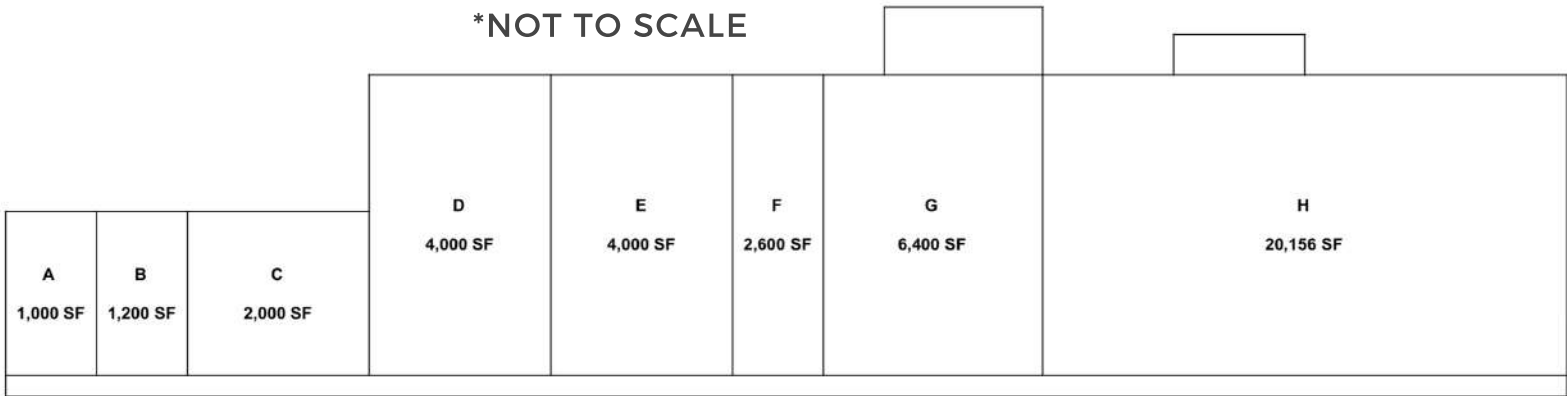 *NOT TO SCALE
A
1,000 SF
B
1,200 SF
C
2,000 SF
D
4,000 SF
E
4,000 SF
F
2,600 SF
G
6,400 SF
H
20,156 SF